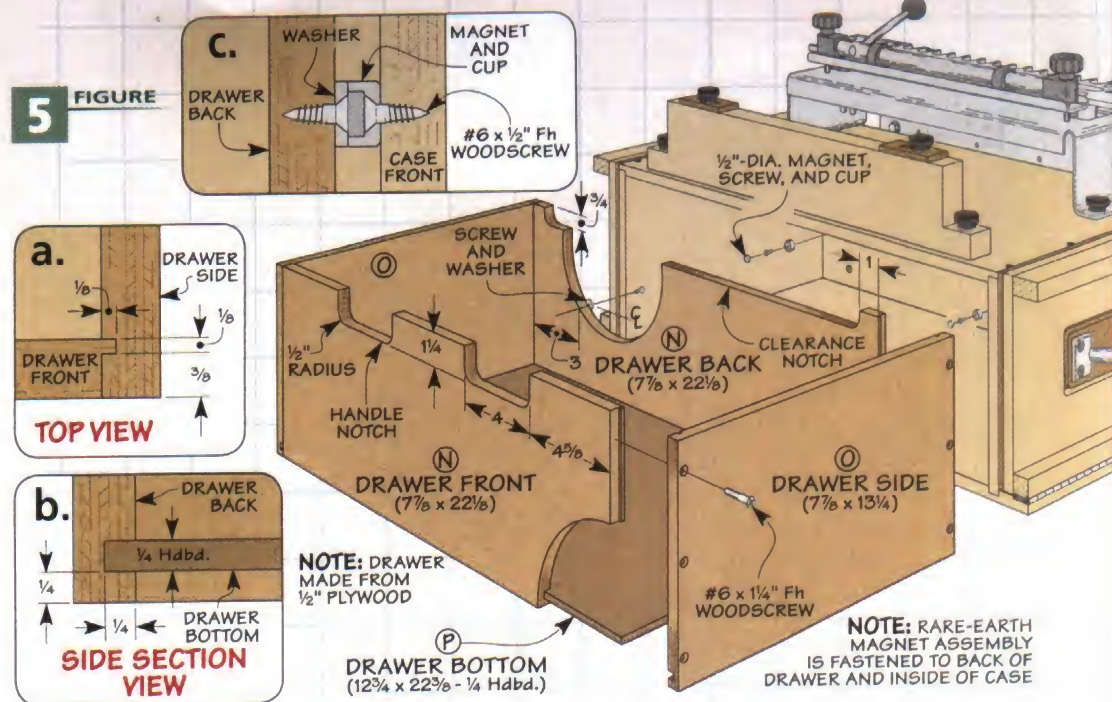 5 FIGURE
c.
WASHER
MAGNET
AND
CUP
DRAWER
BACK
CASE
FRONT
#6 x ½" Fh
WOODSCREW
a.
DRAWER
SIDE
⅛
⅛
⅜
DRAWER
FRONT
TOP VIEW
b.
DRAWER
BACK
¼ Hdbd.
¼
¼
DRAWER
BOTTOM
SIDE SECTION
VIEW
½"-DIA. MAGNET,
SCREW, AND CUP
¾
1
SCREW
AND
WASHER
O
℄
½"
RADIUS
1¼
HANDLE
NOTCH
3
N
DRAWER BACK
(7⅞ x 22⅛)
CLEARANCE
NOTCH
4
4⅝
N
DRAWER FRONT
(7⅞ x 22⅛)
O
DRAWER SIDE
(7⅞ x 13¼)
NOTE: DRAWER
MADE FROM
½" PLYWOOD
#6 x 1¼" Fh
WOODSCREW
P
DRAWER BOTTOM
(12¾ x 22⅜ - ¼ Hdbd.)
NOTE: RARE-EARTH
MAGNET ASSEMBLY
IS FASTENED TO BACK OF
DRAWER AND INSIDE OF CASE